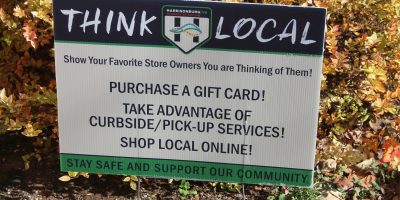 THINK LOCAL
HARRISONBURG
Show Your Favorite Store Owners You are Thinking of Them!
PURCHASE A GIFT CARD!
TAKE ADVANTAGE OF
CURBSIDE/PICK-UP SERVICES!
SHOP LOCAL ONLINE!
STAY SAFE AND SUPPORT OUR COMMUNITY